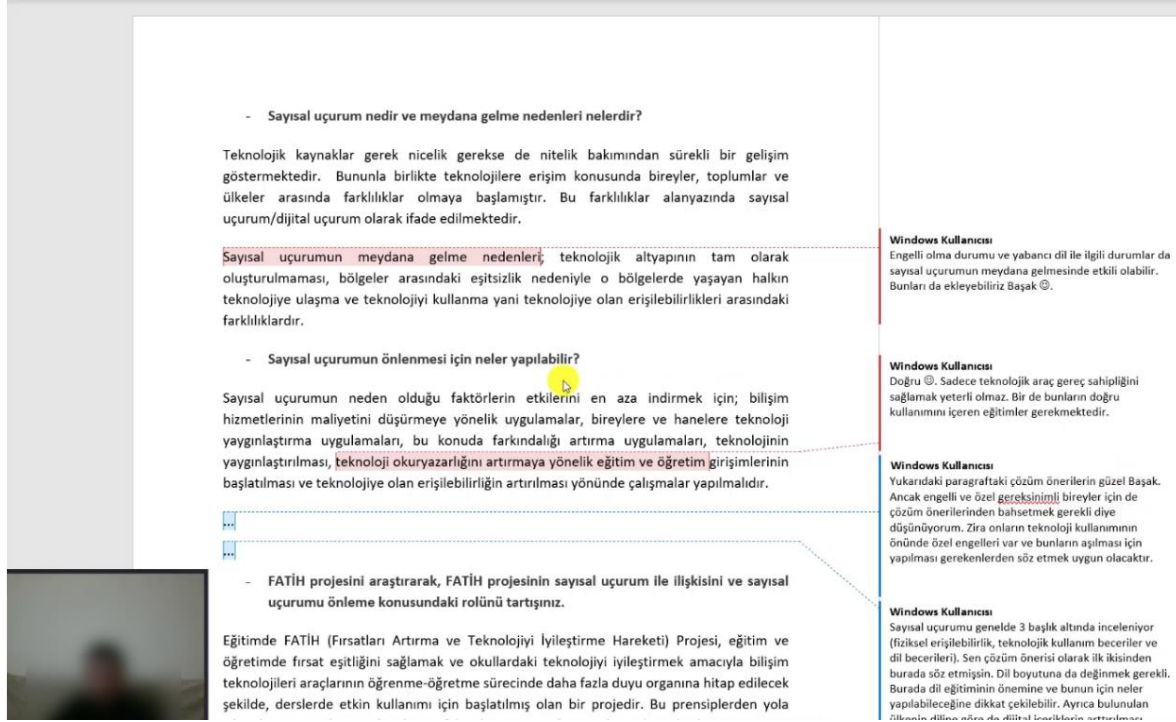 - Sayısal uçurum nedir ve meydana gelme nedenleri nelerdir?
Teknolojik kaynaklar gerek nicelik gerekse de nitelik bakımından sürekli bir gelişim
göstermektedir. Bununla birlikte teknolojilere erişim konusunda bireyler, toplumlar ve
ülkeler arasında farklılıklar olmaya başlamıştır. Bu farklılıklar alanyazında sayısal
uçurum/dijital uçurum olarak ifade edilmektedir.
Sayısal uçurumun meydana gelme nedenleri; teknolojik altyapının tam olarak
oluşturulmaması, bölgeler arasındaki eşitsizlik nedeniyle o bölgelerde yaşayan halkın
teknolojiye ulaşma ve teknolojiyi kullanma yani teknolojiye olan erişilebilirlikleri arasındaki
farklılıklardır.
- Sayısal uçurumun önlenmesi için neler yapılabilir?
Sayısal uçurumun neden olduğu faktörlerin etkilerini en aza indirmek için; bilişim
hizmetlerinin maliyetini düşürmeye yönelik uygulamalar, bireylere ve hanelere teknoloji
yaygınlaştırma uygulamaları, bu konuda farkındalığı artırma uygulamaları, teknolojinin
yaygınlaştırılması, teknoloji okuryazarlığını artırmaya yönelik eğitim ve öğretim girişimlerinin
başlatılması ve teknolojiye olan erişilebilirliğin artırılması yönünde çalışmalar yapılmalıdır.
...
...
- FATİH projesini araştırarak, FATİH projesinin sayısal uçurum ile ilişkisini ve sayısal
uçurumu önleme konusundaki rolünü tartışınız.
Eğitimde FATİH (Fırsatları Artırma ve Teknolojiyi İyileştirme Hareketi) Projesi, eğitim ve
öğretimde fırsat eşitliğini sağlamak ve okullardaki teknolojiyi iyileştirmek amacıyla bilişim
teknolojileri araçlarının öğrenme-öğretme sürecinde daha fazla duyu organına hitap edilecek
şekilde, derslerde etkin kullanımı için başlatılmış olan bir projedir. Bu prensiplerden yola
Windows Kullanıcısı
Engelli olma durumu ve yabancı dil ile ilgili durumlar da
sayısal uçurumun meydana gelmesinde etkili olabilir.
Bunları da ekleyebiliriz Başak ☺.
Windows Kullanıcısı
Doğru ☺. Sadece teknolojik araç gereç sahipliğini
sağlamak yeterli olmaz. Bir de bunların doğru
kullanımını içeren eğitimler gerekmektedir.
Windows Kullanıcısı
Yukarıdaki paragraftaki çözüm önerilerin güzel Başak.
Ancak engelli ve özel gereksinimli bireyler için de
çözüm önerilerinden bahsetmek gerekli diye
düşünüyorum. Zira onların teknoloji kullanımının
önünde özel engelleri var ve bunların aşılması için
yapılması gerekenlerden söz etmek uygun olacaktır.
Windows Kullanıcısı
Sayısal uçurumu genelde 3 başlık altında inceleniyor
(fiziksel erişilebilirlik, teknolojik kullanım beceriler ve
dil becerileri). Sen çözüm önerisi olarak ilk ikisinden
burada söz etmişsin. Dil boyutuna da değinmek gerekli.
Burada dil eğitiminin önemine ve bunun için neler
yapılabileceğine dikkat çekilebilir. Ayrıca bulunulan
ülkenin diline göre de dijital içeriklerin arttırılması